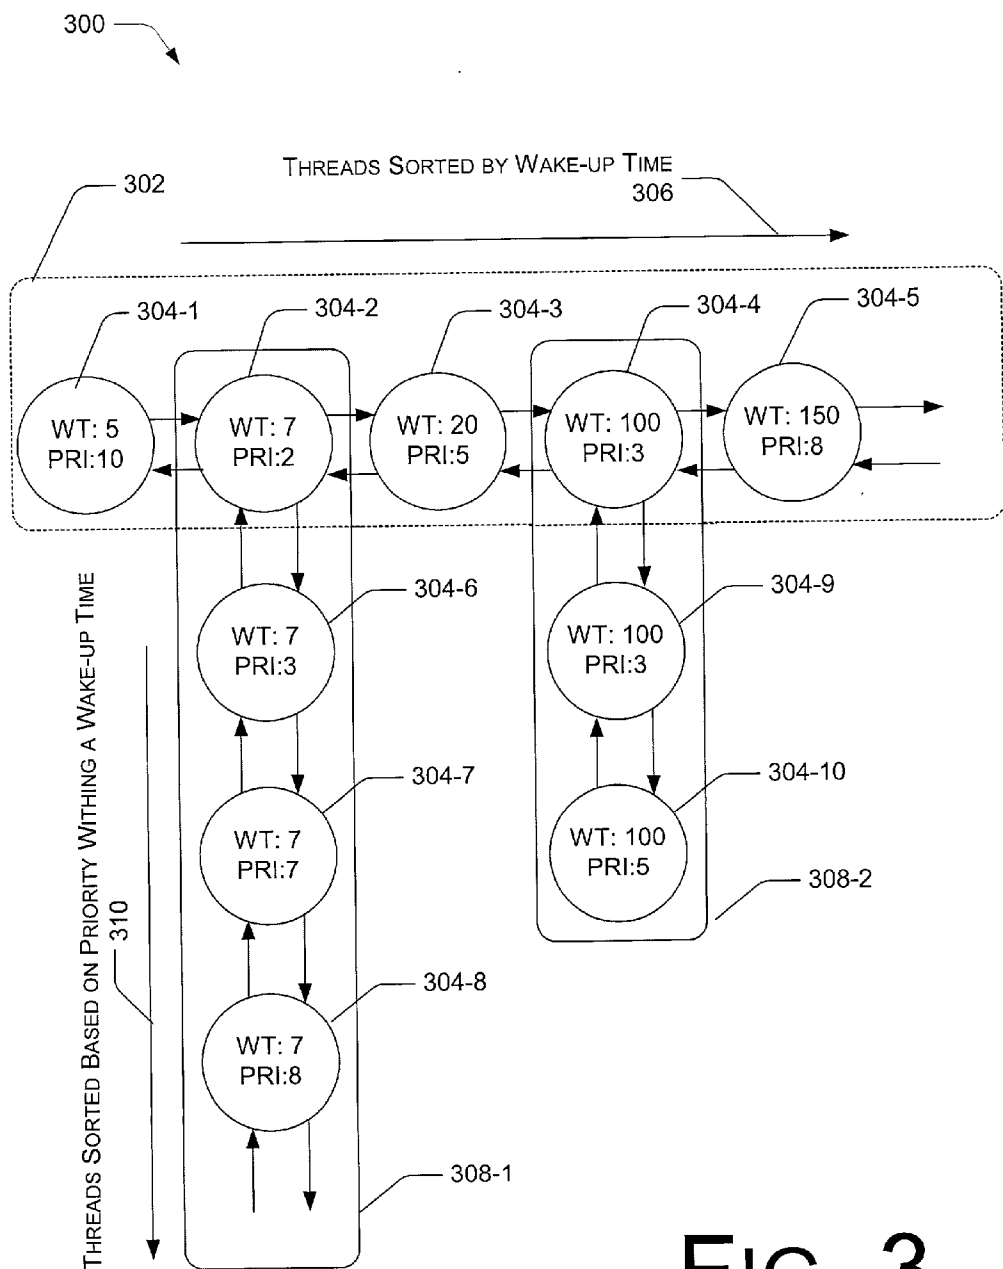 300
THREADS SORTED BY WAKE-UP TIME
306
302
304-1
304-2
304-3
304-4
304-5
WT: 5
PRI:10
WT: 7
PRI:2
WT: 20
PRI:5
WT: 100
PRI:3
WT: 150
PRI:8
THREADS SORTED BASED ON PRIORITY WITHING A WAKE-UP TIME
310
304-6
WT: 7
PRI:3
304-9
WT: 100
PRI:3
304-7
WT: 7
PRI:7
304-10
WT: 100
PRI:5
308-2
304-8
WT: 7
PRI:8
308-1
FIG. 3